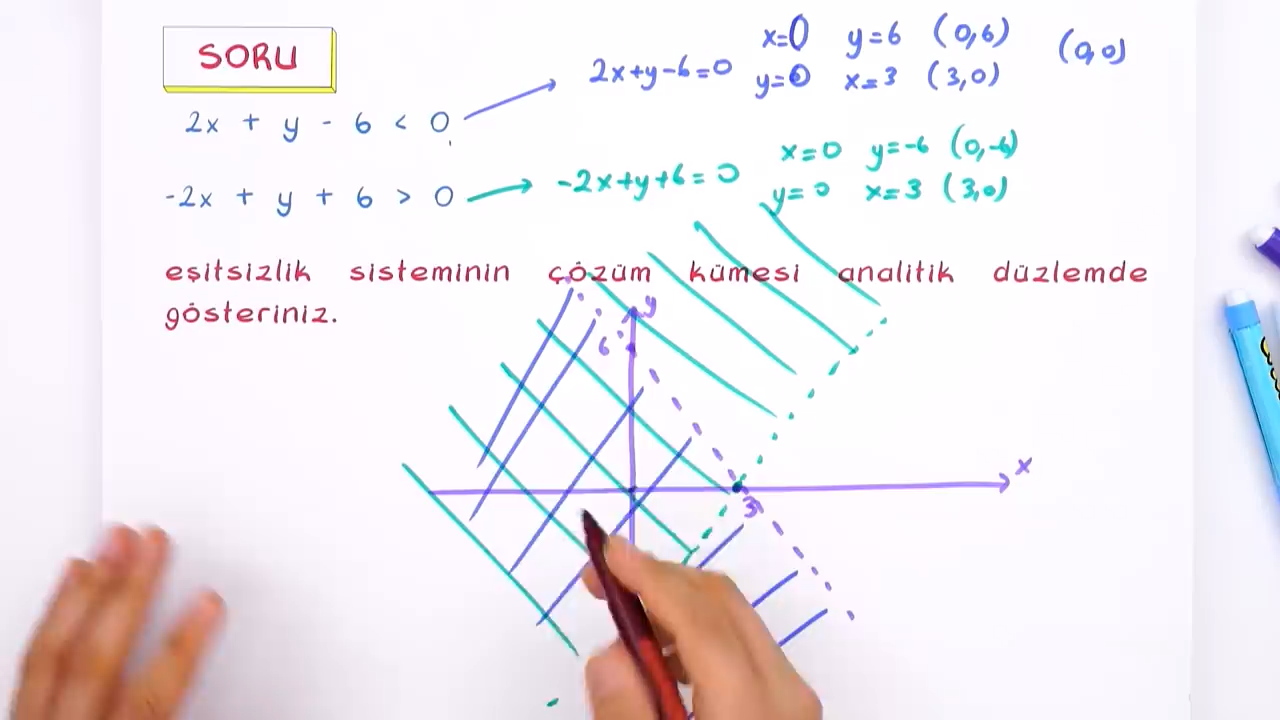 SORU
2x + y - 6 < 0
2x+y-6=0
x=0 y=6 (0,6)
y=0 x=3 (3,0)
(0,0)
-2x + y + 6 > 0
-2x+y+6=0
x=0 y=-6 (0,-6)
y=0 x=3 (3,0)
eşitsizlik sisteminin çözüm kümesi analitik düzlemde
gösteriniz.
y
6
x
3